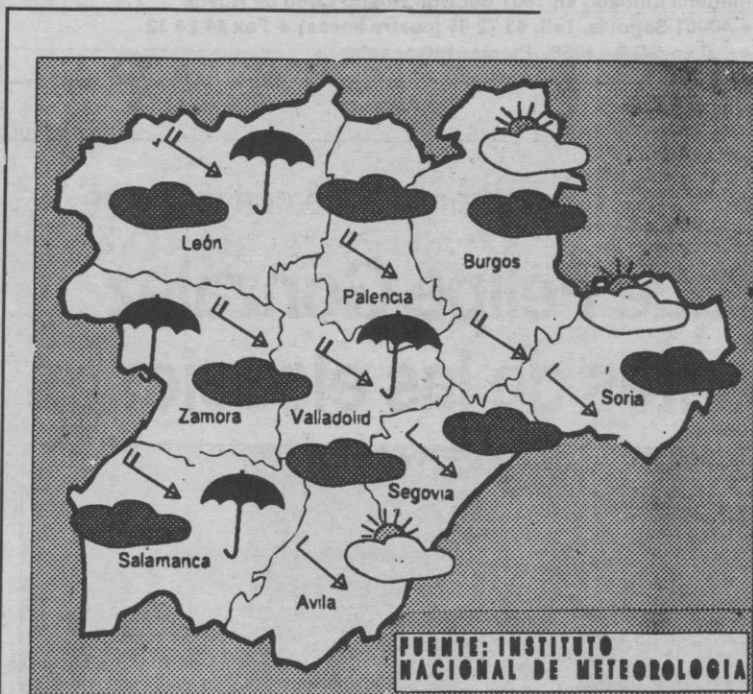 León
Burgos
Palencia
Soria
Zamora
Valladolid
Segovia
Salamanca
Avila
FUENTE: INSTITUTO
NACIONAL DE METEOROLOGIA